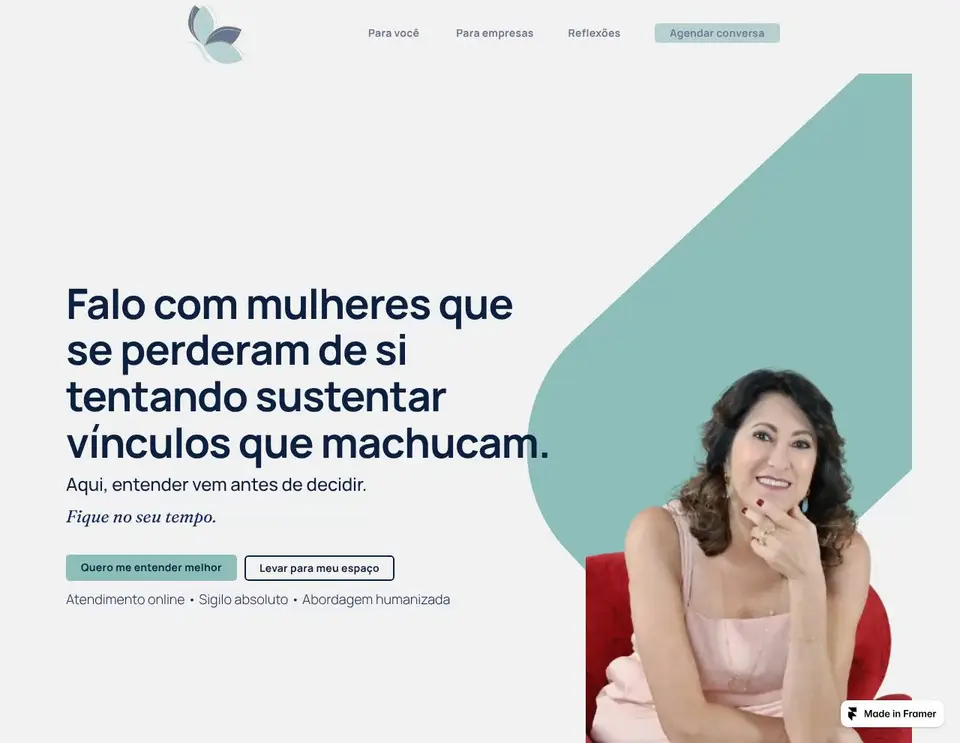 Para você
Para empresas
Reflexões
Agendar conversa
Falo com mulheres que
se perderam de si
tentando sustentar
vínculos que machucam.
Aqui, entender vem antes de decidir.
Fique no seu tempo.
Quero me entender melhor
Levar para meu espaço
Atendimento online • Sigilo absoluto • Abordagem humanizada
Made in Framer